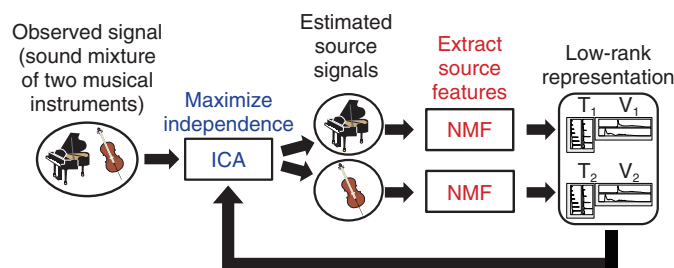 Observed signal
(sound mixture
of two musical
instruments)
Maximize
independence
ICA
Estimated
source
signals
Extract
source
features
NMF
NMF
Low-rank
representation
T1 V1
T2 V2